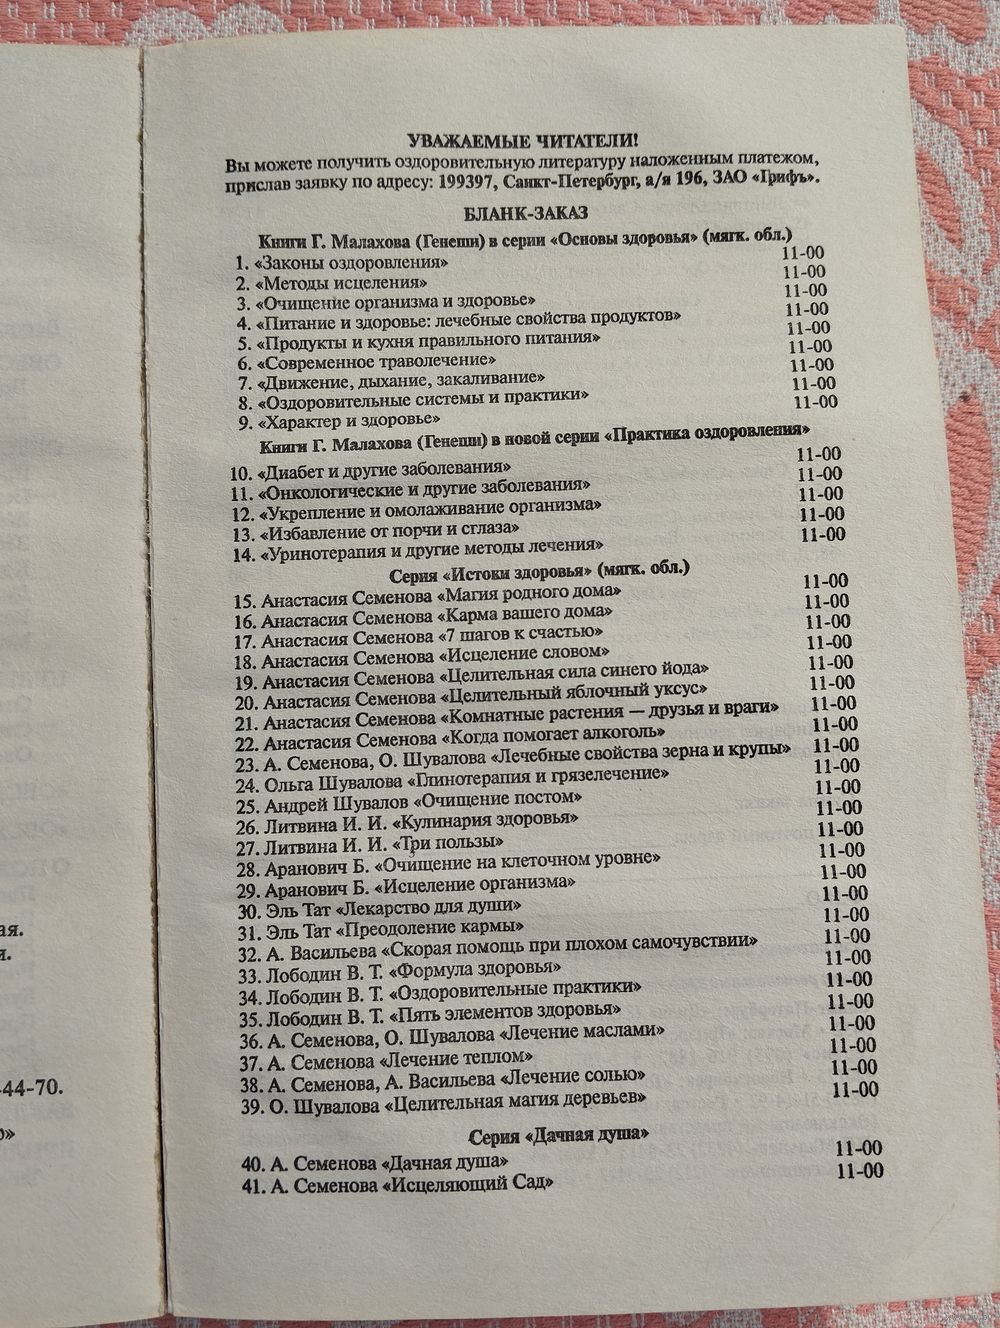 УВАЖАЕМЫЕ ЧИТАТЕЛИ!
Вы можете получить оздоровительную литературу наложенным платежом,
прислав заявку по адресу: 199397, Санкт-Петербург, а/я 196, ЗАО «Грифъ».
БЛАНК-ЗАКАЗ
Книги Г. Малахова (Генеши) в серии «Основы здоровья» (мягк. обл.)
1. «Законы оздоровления» 11-00
2. «Методы исцеления» 11-00
3. «Очищение организма и здоровье» 11-00
4. «Питание и здоровье: лечебные свойства продуктов» 11-00
5. «Продукты и кухня правильного питания» 11-00
6. «Современное траволечение» 11-00
7. «Движение, дыхание, закаливание» 11-00
8. «Оздоровительные системы и практики» 11-00
9. «Характер и здоровье» 11-00
Книги Г. Малахова (Генеши) в новой серии «Практика оздоровления»
10. «Диабет и другие заболевания» 11-00
11. «Онкологические и другие заболевания» 11-00
12. «Укрепление и омолаживание организма» 11-00
13. «Избавление от порчи и сглаза» 11-00
14. «Уринотерапия и другие методы лечения» 11-00
Серия «Истоки здоровья» (мягк. обл.)
15. Анастасия Семенова «Магия родного дома» 11-00
16. Анастасия Семенова «Карма вашего дома» 11-00
17. Анастасия Семенова «7 шагов к счастью» 11-00
18. Анастасия Семенова «Исцеление словом» 11-00
19. Анастасия Семенова «Целительная сила синего йода» 11-00
20. Анастасия Семенова «Целительный яблочный уксус» 11-00
21. Анастасия Семенова «Комнатные растения — друзья и враги» 11-00
22. Анастасия Семенова «Когда помогает алкоголь» 11-00
23. А. Семенова, О. Шувалова «Лечебные свойства зерна и крупы» 11-00
24. Ольга Шувалова «Глинотерапия и грязелечение» 11-00
25. Андрей Шувалов «Очищение постом» 11-00
26. Литвина И. И. «Кулинария здоровья» 11-00
27. Литвина И. И. «Три пользы» 11-00
28. Аранович Б. «Очищение на клеточном уровне» 11-00
29. Аранович Б. «Исцеление организма» 11-00
30. Эль Тат «Лекарство для души» 11-00
31. Эль Тат «Преодоление кармы» 11-00
32. А. Васильева «Скорая помощь при плохом самочувствии» 11-00
33. Лободин В. Т. «Формула здоровья» 11-00
34. Лободин В. Т. «Оздоровительные практики» 11-00
35. Лободин В. Т. «Пять элементов здоровья» 11-00
36. А. Семенова, О. Шувалова «Лечение маслами» 11-00
37. А. Семенова «Лечение теплом» 11-00
38. А. Семенова, А. Васильева «Лечение солью» 11-00
39. О. Шувалова «Целительная магия деревьев» 11-00
Серия «Дачная душа»
40. А. Семенова «Дачная душа» 11-00
41. А. Семенова «Исцеляющий Сад» 11-00
44-70.